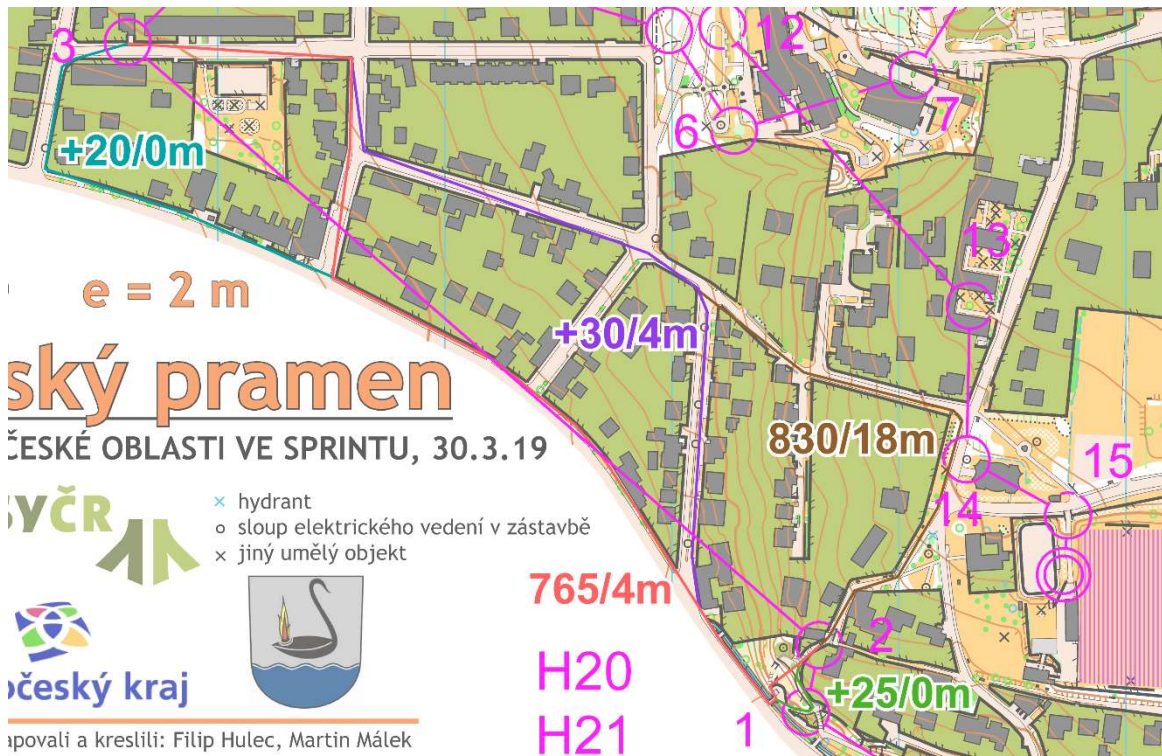 3
12
6
7
+20/0m
13
e = 2 m
+30/4m
ský pramen
ČESKÉ OBLASTI VE SPRINTU, 30.3.19
830/18m
15
14
SYČR
hydrant
sloup elektrického vedení v zástavbě
jiný umělý objekt
765/4m
2
H20
očeský kraj
+25/0m
1
H21
apovali a kreslili: Filip Hulec, Martin Málek